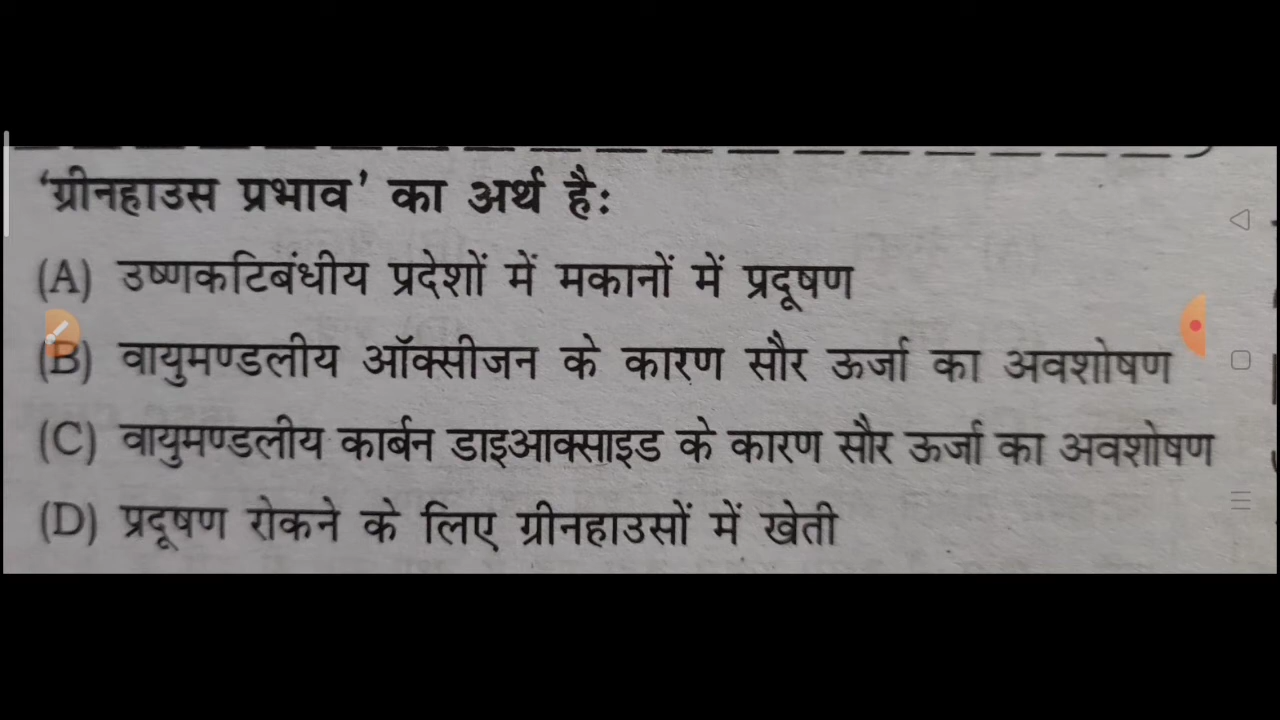 ‘ग्रीनहाउस प्रभाव’ का अर्थ है:
(A) उष्णकटिबंधीय प्रदेशों में मकानों में प्रदूषण
(B) वायुमण्डलीय ऑक्सीजन के कारण सौर ऊर्जा का अवशोषण
(C) वायुमण्डलीय कार्बन डाइआक्साइड के कारण सौर ऊर्जा का अवशोषण
(D) प्रदूषण रोकने के लिए ग्रीनहाउसों में खेती